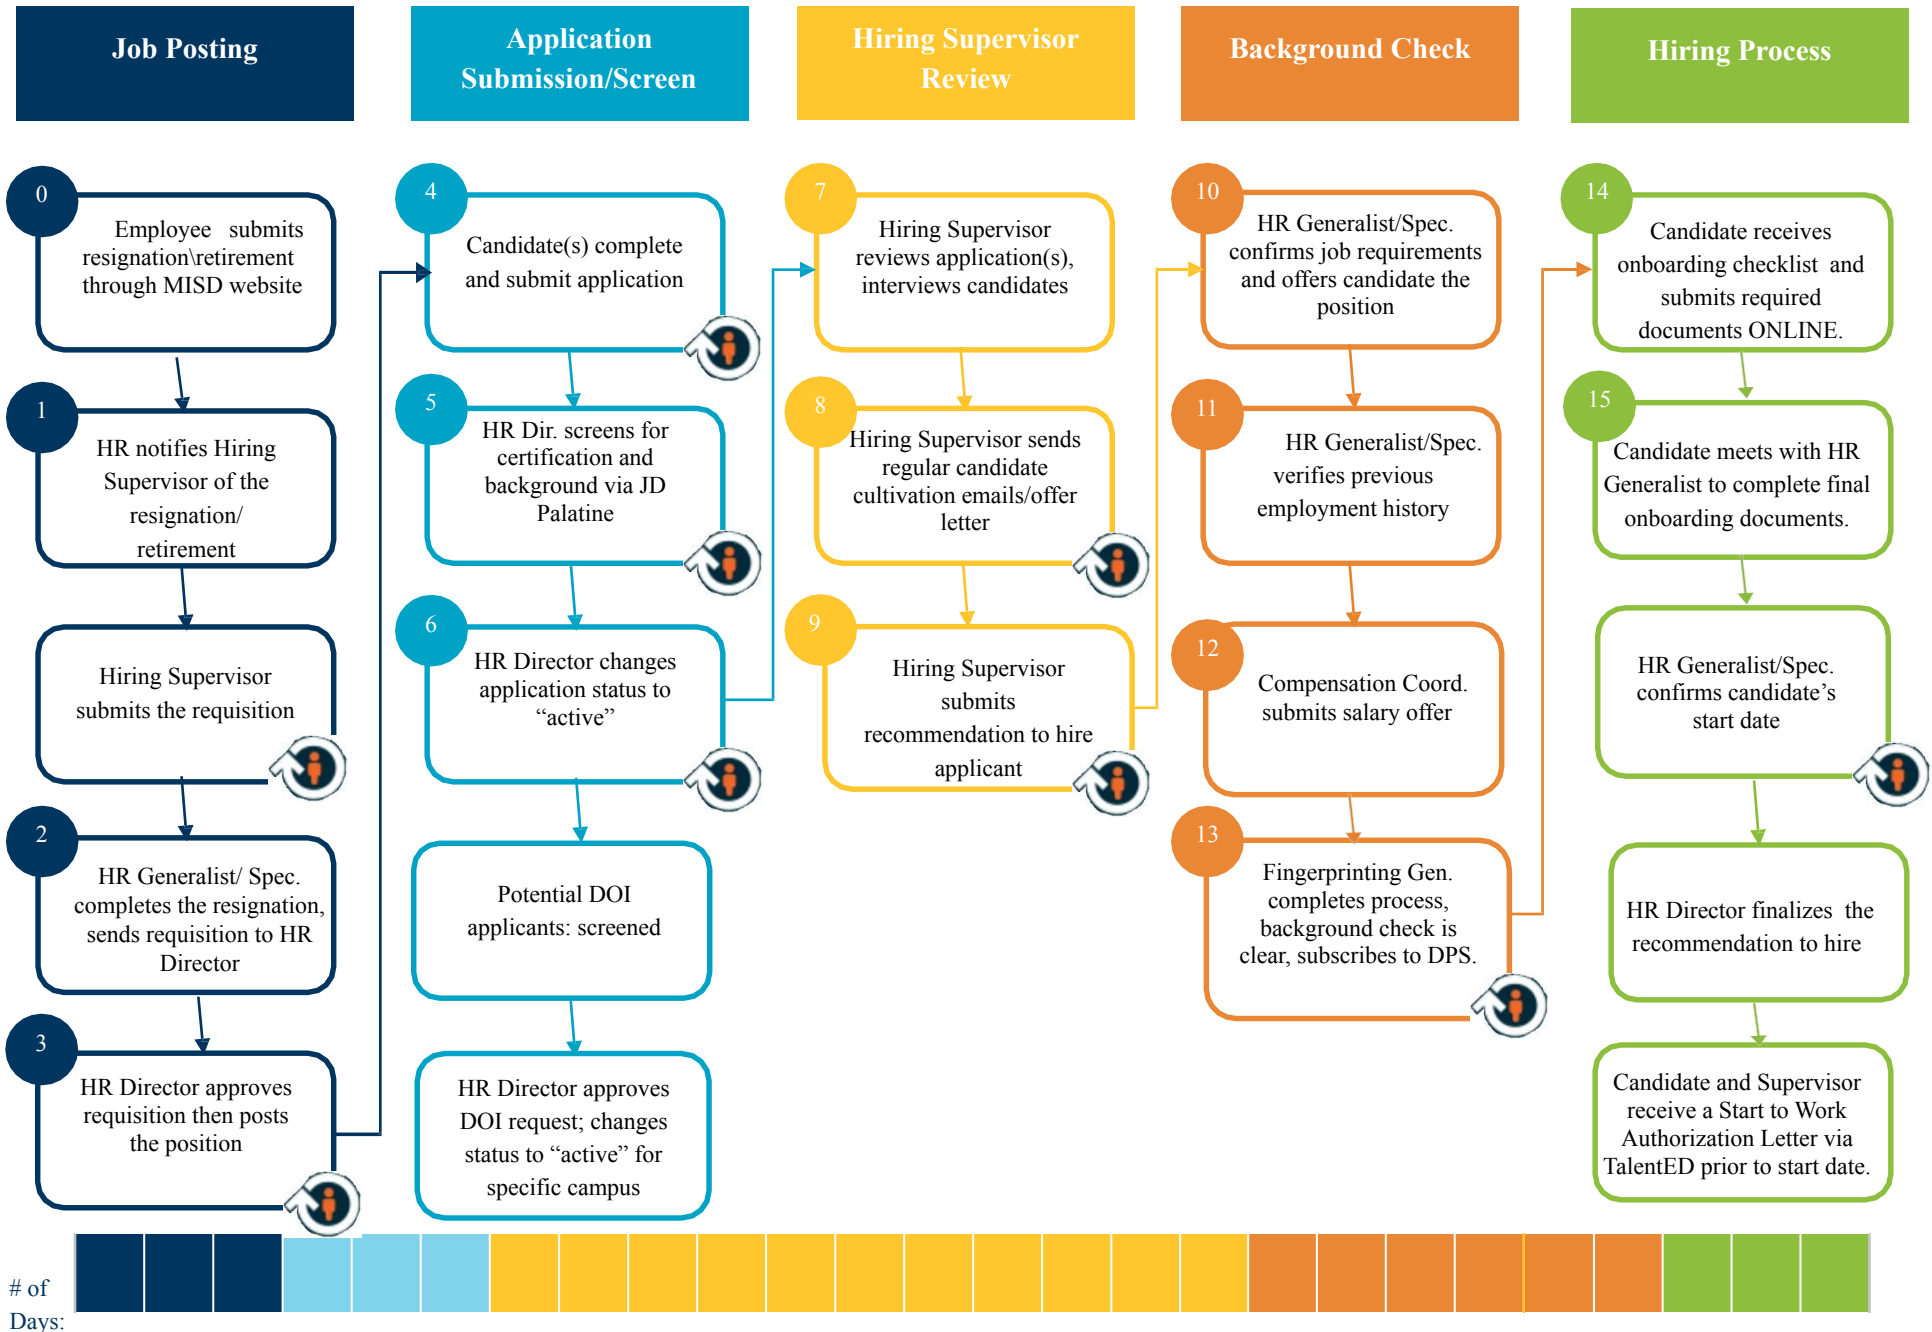 Job Posting
Application
Submission/Screen
Hiring Supervisor
Review
Background Check
Hiring Process
0
Employee submits
resignation\retirement
through MISD website
1
HR notifies Hiring
Supervisor of the
resignation/
retirement
Hiring Supervisor
submits the requisition
2
HR Generalist/ Spec.
completes the resignation,
sends requisition to HR
Director
3
HR Director approves
requisition then posts
the position
4
Candidate(s) complete
and submit application
5
HR Dir. screens for
certification and
background via JD
Palatine
6
HR Director changes
application status to
“active”
Potential DOI
applicants: screened
HR Director approves
DOI request; changes
status to “active” for
specific campus
7
Hiring Supervisor
reviews application(s),
interviews candidates
8
Hiring Supervisor sends
regular candidate
cultivation emails/offer
letter
9
Hiring Supervisor
submits
recommendation to hire
applicant
10
HR Generalist/Spec.
confirms job requirements
and offers candidate the
position
11
HR Generalist/Spec.
verifies previous
employment history
12
Compensation Coord.
submits salary offer
13
Fingerprinting Gen.
completes process,
background check is
clear, subscribes to DPS.
14
Candidate receives
onboarding checklist and
submits required
documents ONLINE.
15
Candidate meets with HR
Generalist to complete final
onboarding documents.
HR Generalist/Spec.
confirms candidate’s
start date
HR Director finalizes the
recommendation to hire
Candidate and Supervisor
receive a Start to Work
Authorization Letter via
TalentED prior to start date.
# of
Days: